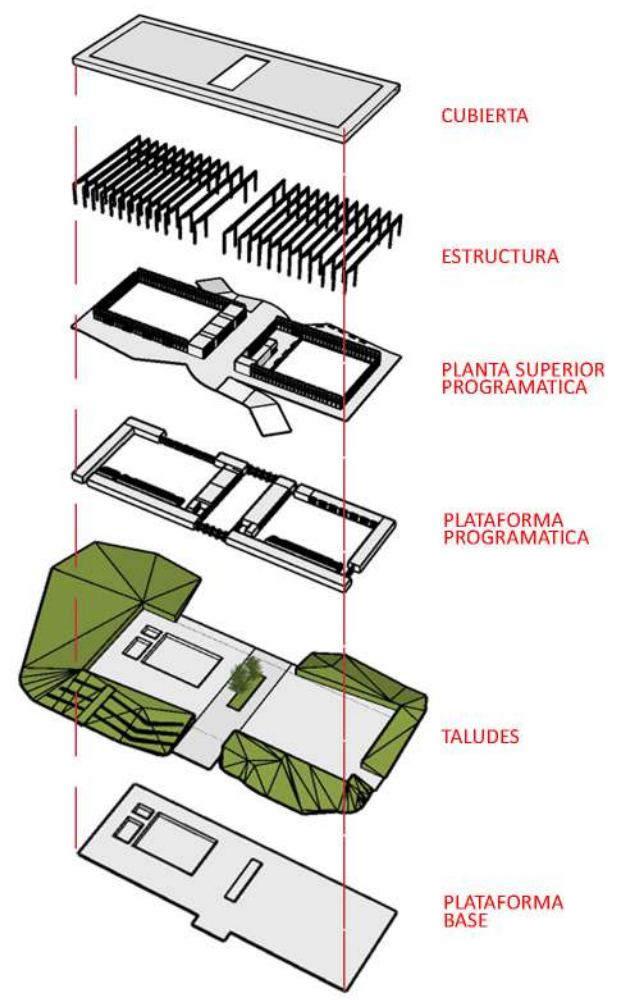 CUBIERTA
ESTRUCTURA
PLANTA SUPERIOR
PROGRAMATICA
PLATAFORMA
PROGRAMATICA
TALUDES
PLATAFORMA
BASE